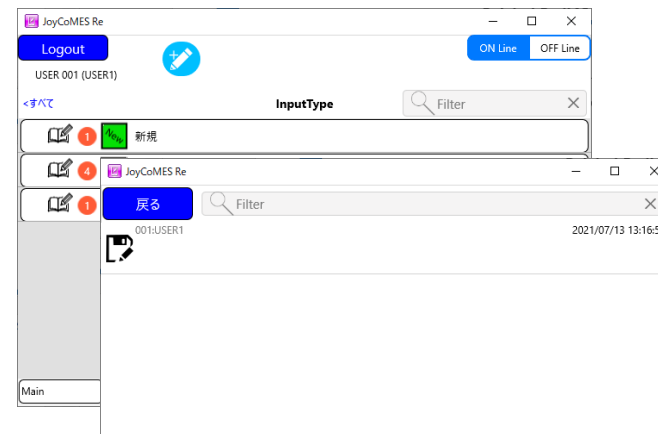 JoyCoMES Re
Logout
ON Line OFF Line
USER 001 (USER1)
<すべて InputType Filter
1 New 新規
4
JoyCoMES Re
1
戻る Filter
001:USER1 2021/07/13 13:16:5
Main